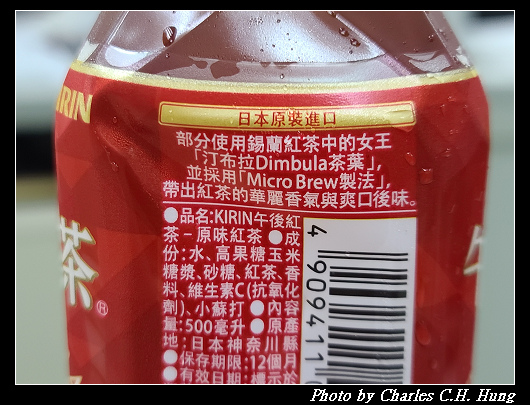 KIRIN
茶®
日本原裝進口
部分使用錫蘭紅茶中的女王
「汀布拉Dimbula茶葉」,
並採用「Micro Brew製法」,
帶出紅茶的華麗香氣與爽口後味。
●品名:KIRIN午後紅
茶–原味紅茶●成
份:水、高果糖玉米
糖漿、砂糖、紅茶、香
料、維生素C(抗氧化
劑)、小蘇打●內容
量:500毫升●原產
地:日本神奈川縣
●保存期限:12個月
●有效日期:標示於
4 909411 0
Photo by Charles C.H. Hung